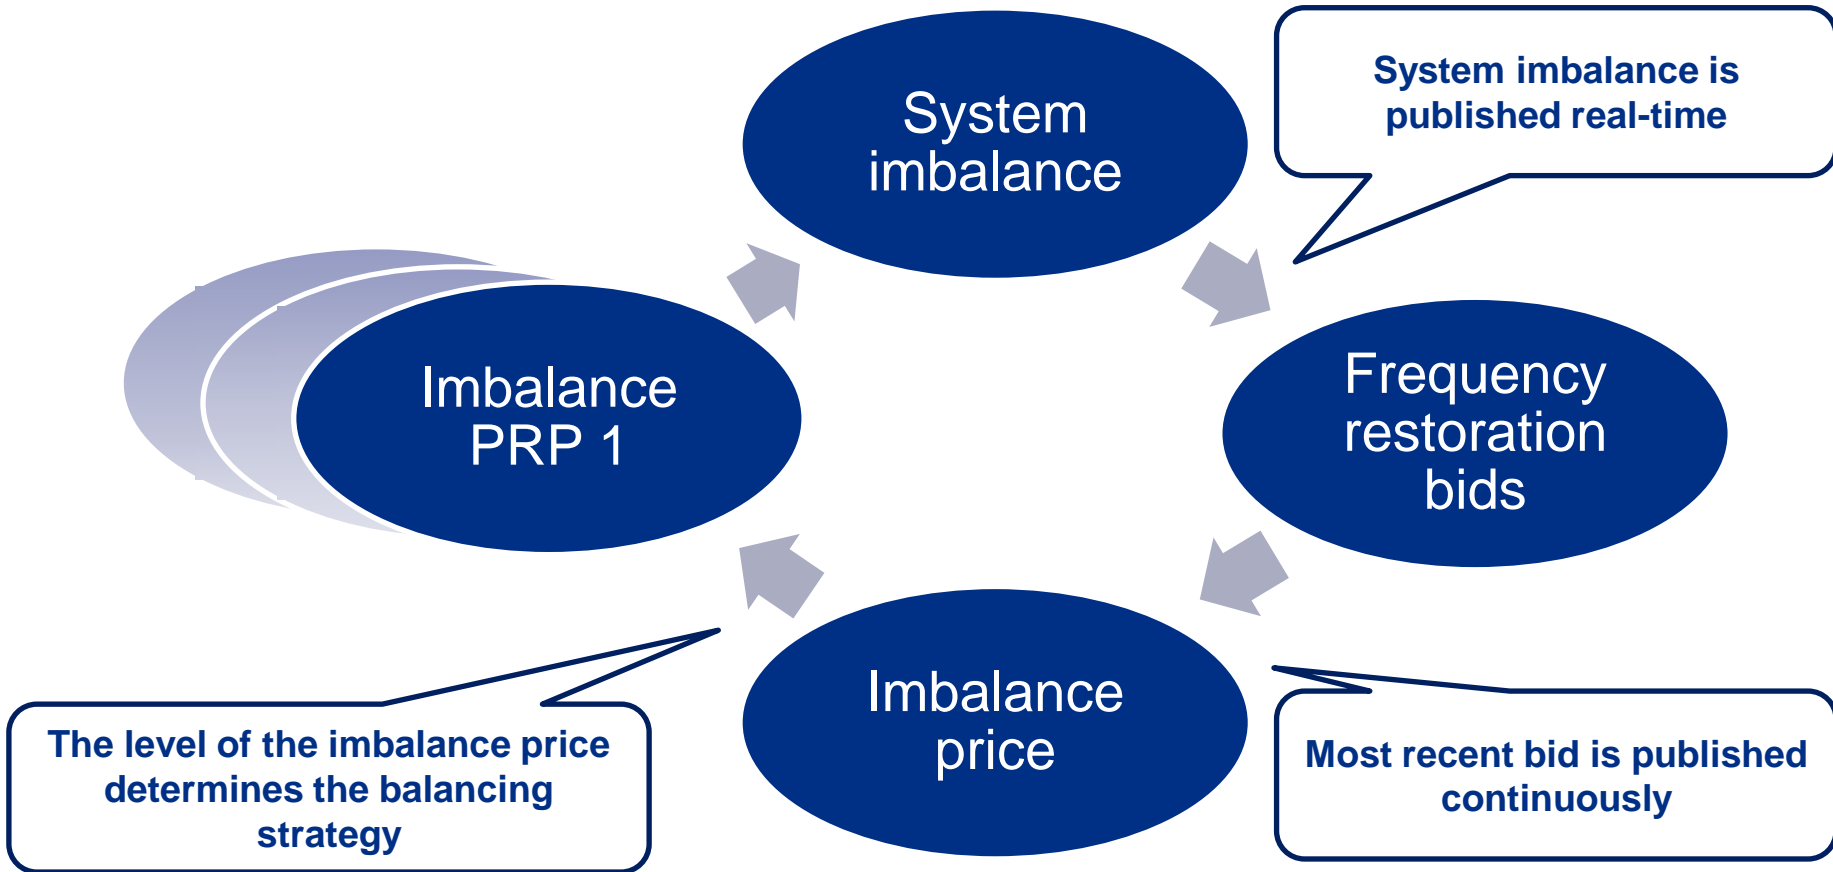 System
imbalance
System imbalance is
published real-time
Imbalance
PRP 1
Frequency
restoration
bids
Imbalance
price
The level of the imbalance price
determines the balancing
strategy
Most recent bid is published
continuously